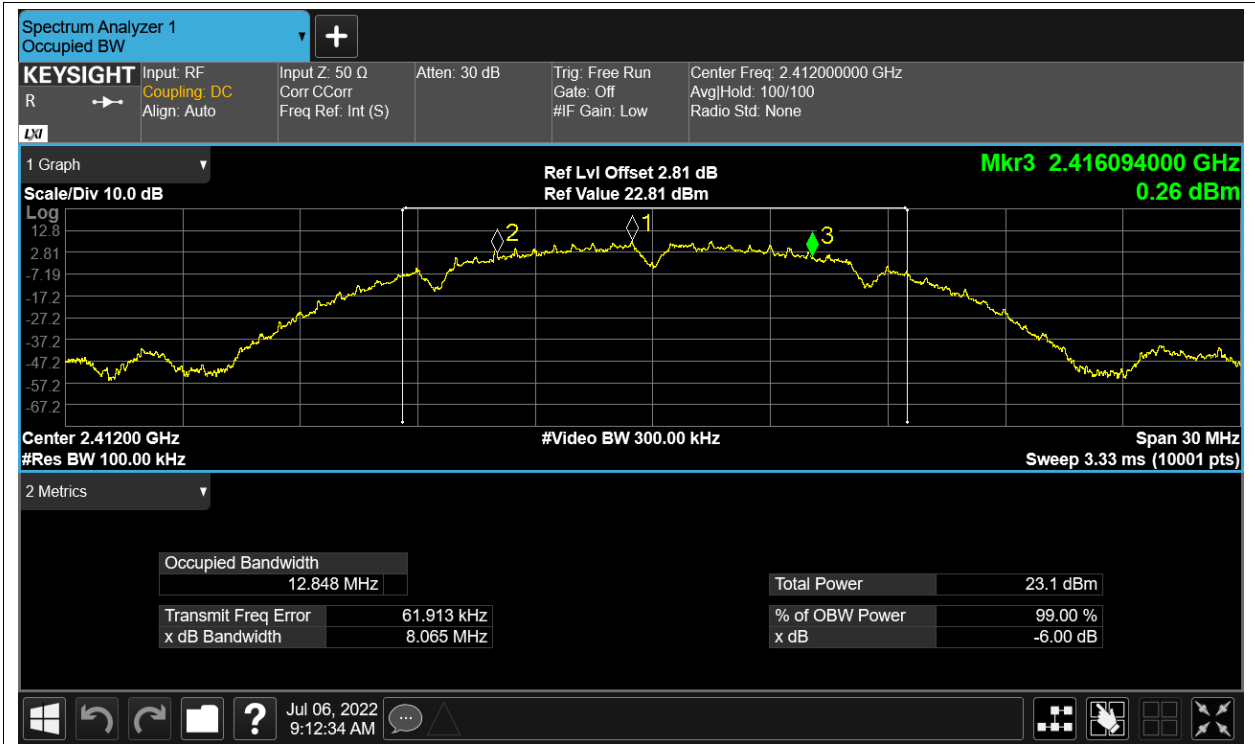 Spectrum Analyzer 1
Occupied BW
+
KEYSIGHT Input: RF Input Z: 50 Ω Atten: 30 dB Trig: Free Run Center Freq: 2.412000000 GHz
R Coupling: DC Corr CCorr Gate: Off Avg|Hold: 100/100
Align: Auto Freq Ref: Int (S) #IF Gain: Low Radio Std: None
LXI
1 Graph Ref Lvl Offset 2.81 dB Mkr3 2.416094000 GHz
Scale/Div 10.0 dB Ref Value 22.81 dBm 0.26 dBm
Log
12.8
2.81
-7.19
-17.2
-27.2
-37.2
-47.2
-57.2
-67.2
2 1 3
Center 2.41200 GHz #Video BW 300.00 kHz Span 30 MHz
#Res BW 100.00 kHz Sweep 3.33 ms (10001 pts)
2 Metrics
Occupied Bandwidth
12.848 MHz Total Power 23.1 dBm
Transmit Freq Error 61.913 kHz % of OBW Power 99.00 %
x dB Bandwidth 8.065 MHz x dB -6.00 dB
? Jul 06, 2022
9:12:34 AM